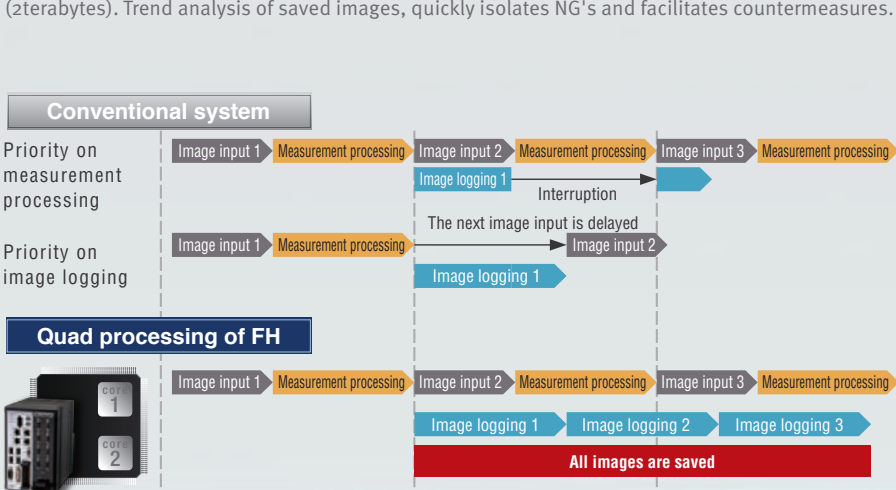 (2terabytes). Trend analysis of saved images, quickly isolates NG's and facilitates countermeasures.
Conventional system
Priority on
measurement
processing
Image input 1 Measurement processing Image input 2 Measurement processing Image input 3 Measurement processing
Image logging 1
Interruption
The next image input is delayed
Priority on
image logging
Image input 1 Measurement processing Image input 2
Image logging 1
Quad processing of FH
core
1
core
2
Image input 1 Measurement processing Image input 2 Measurement processing Image input 3 Measurement processing
Image logging 1 Image logging 2 Image logging 3
All images are saved